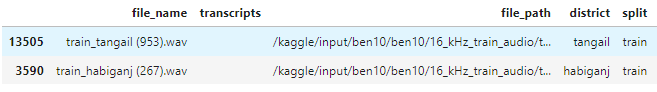 file_name transcripts file_path district split
13505 train_tangail (953).wav /kaggle/input/ben10/ben10/16_kHz_train_audio/t... tangail train
3590 train_habiganj (267).wav /kaggle/input/ben10/ben10/16_kHz_train_audio/t... habiganj train